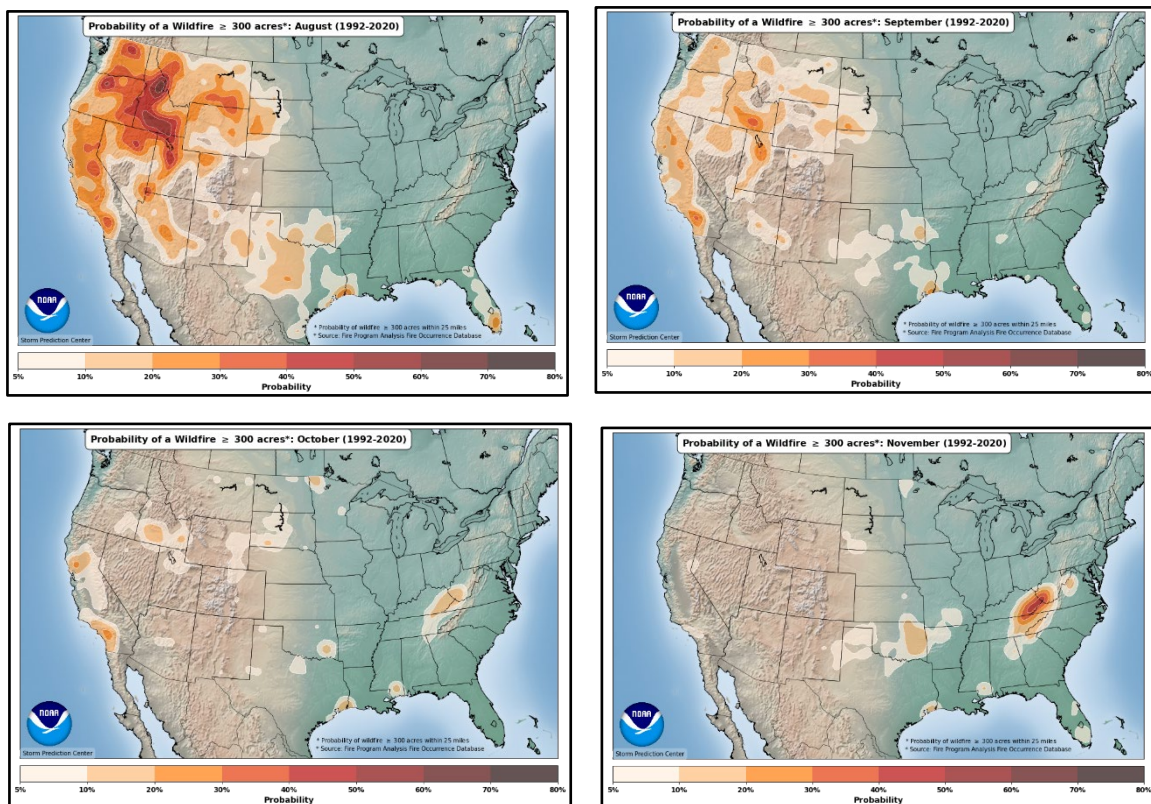 Probability of a Wildfire ≥ 300 acres*: August (1992-2020)
NOAA
Storm Prediction Center
* Probability of wildfire ≥ 300 acres within 25 miles
* Source: Fire Program Analysis Fire Occurrence Database
5% 10% 20% 30% 40% 50% 60% 70% 80%
Probability
Probability of a Wildfire ≥ 300 acres*: September (1992-2020)
NOAA
Storm Prediction Center
* Probability of wildfire ≥ 300 acres within 25 miles
* Source: Fire Program Analysis Fire Occurrence Database
5% 10% 20% 30% 40% 50% 60% 70% 80%
Probability
Probability of a Wildfire ≥ 300 acres*: October (1992-2020)
NOAA
Storm Prediction Center
* Probability of wildfire ≥ 300 acres within 25 miles
* Source: Fire Program Analysis Fire Occurrence Database
5% 10% 20% 30% 40% 50% 60% 70% 80%
Probability
Probability of a Wildfire ≥ 300 acres*: November (1992-2020)
NOAA
Storm Prediction Center
* Probability of wildfire ≥ 300 acres within 25 miles
* Source: Fire Program Analysis Fire Occurrence Database
5% 10% 20% 30% 40% 50% 60% 70% 80%
Probability